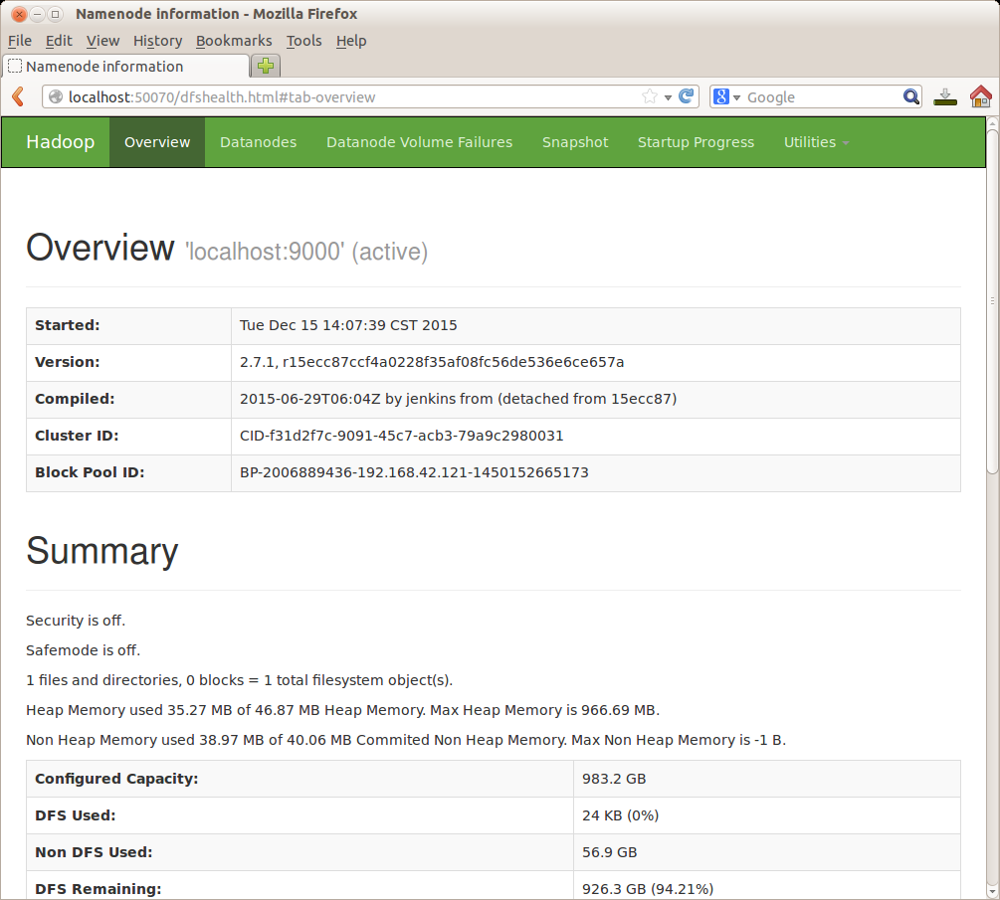 Namenode information - Mozilla Firefox
File Edit View History Bookmarks Tools Help
Namenode information
localhost:50070/dfshealth.html#tab-overview
8 Google
Hadoop Overview Datanodes Datanode Volume Failures Snapshot Startup Progress Utilities
Overview 'localhost:9000' (active)
Started: Tue Dec 15 14:07:39 CST 2015
Version: 2.7.1, r15ecc87ccf4a0228f35af08fc56de536e6ce657a
Compiled: 2015-06-29T06:04Z by jenkins from (detached from 15ecc87)
Cluster ID: CID-f31d2f7c-9091-45c7-acb3-79a9c2980031
Block Pool ID: BP-2006889436-192.168.42.121-1450152665173
Summary
Security is off.
Safemode is off.
1 files and directories, 0 blocks = 1 total filesystem object(s).
Heap Memory used 35.27 MB of 46.87 MB Heap Memory. Max Heap Memory is 966.69 MB.
Non Heap Memory used 38.97 MB of 40.06 MB Commited Non Heap Memory. Max Non Heap Memory is -1 B.
Configured Capacity: 983.2 GB
DFS Used: 24 KB (0%)
Non DFS Used: 56.9 GB
DFS Remaining: 926.3 GB (94.21%)